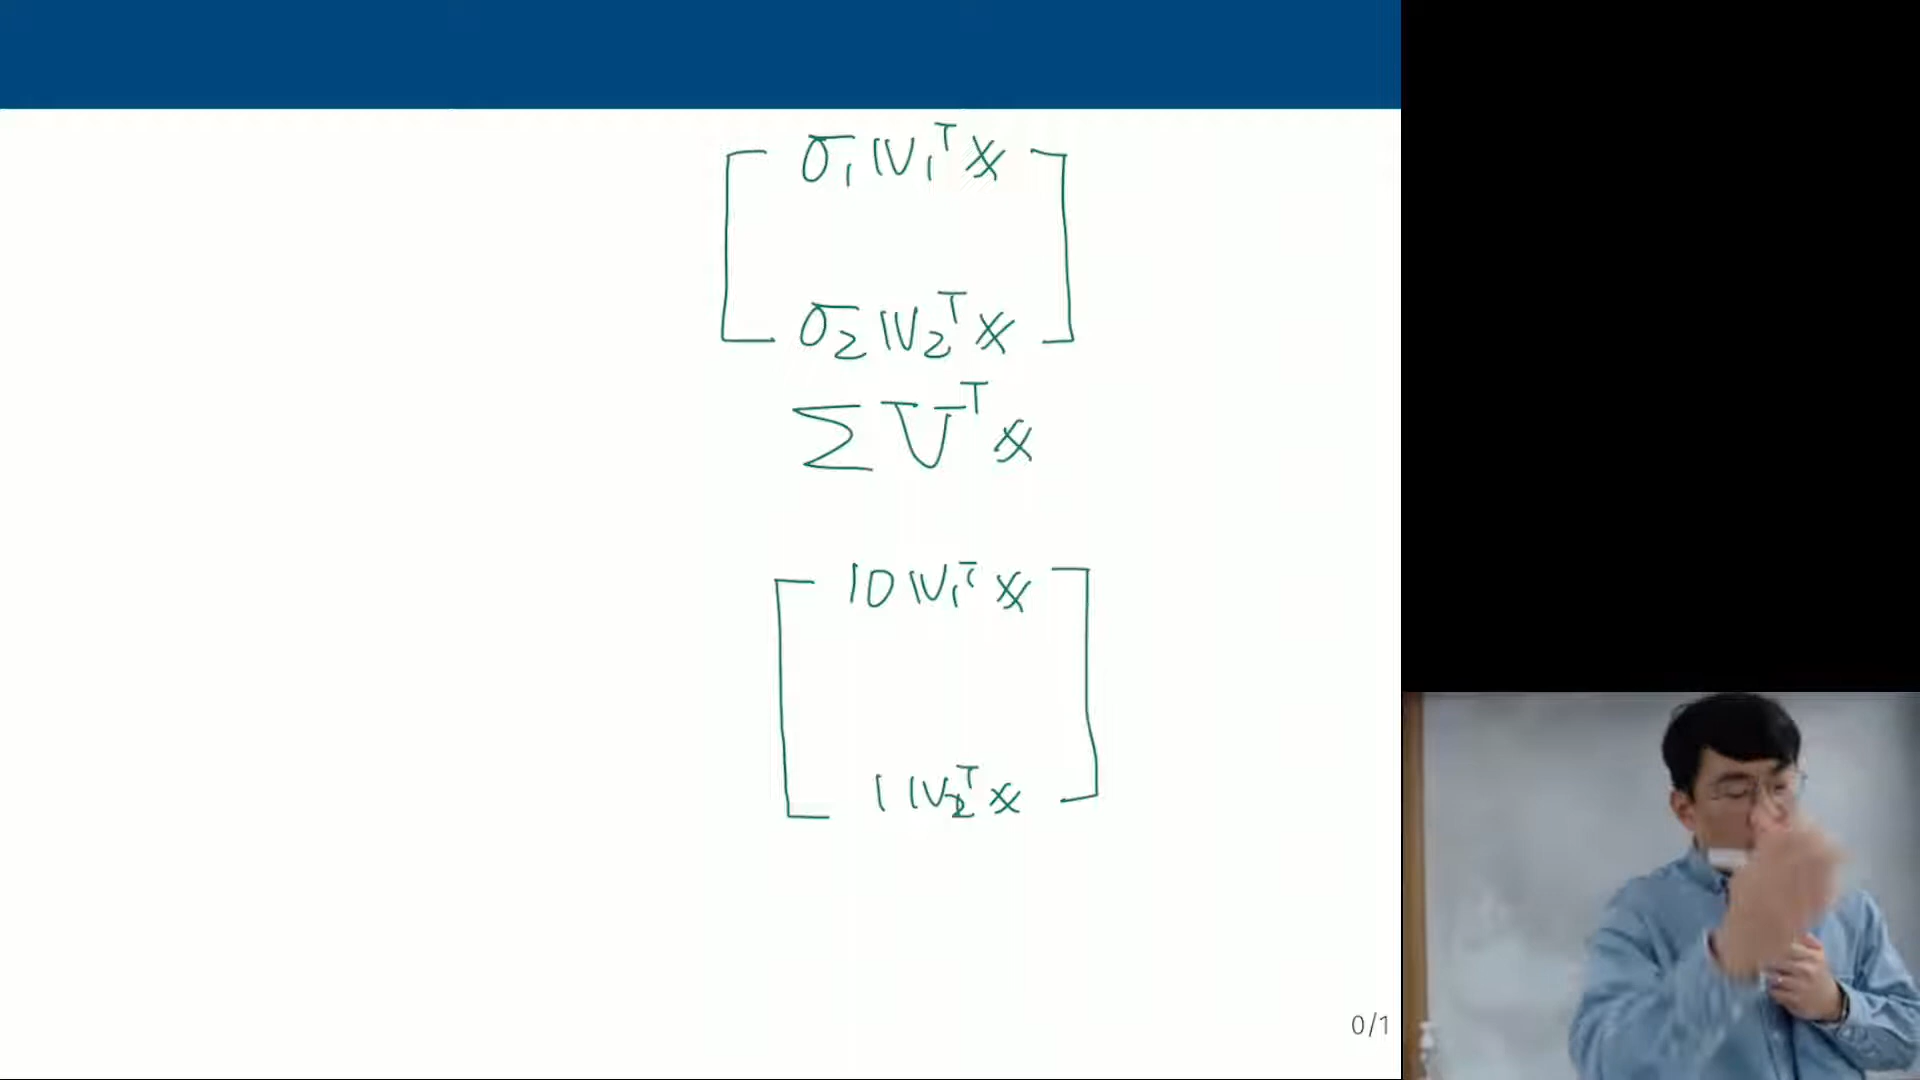 σ₁ 𝕧₁ᵀ 𝕩
σ₂ 𝕧₂ᵀ 𝕩
Σ Vᵀ 𝕩
10 𝕧₁ᵀ 𝕩
1 𝕧₂ᵀ 𝕩
0/1